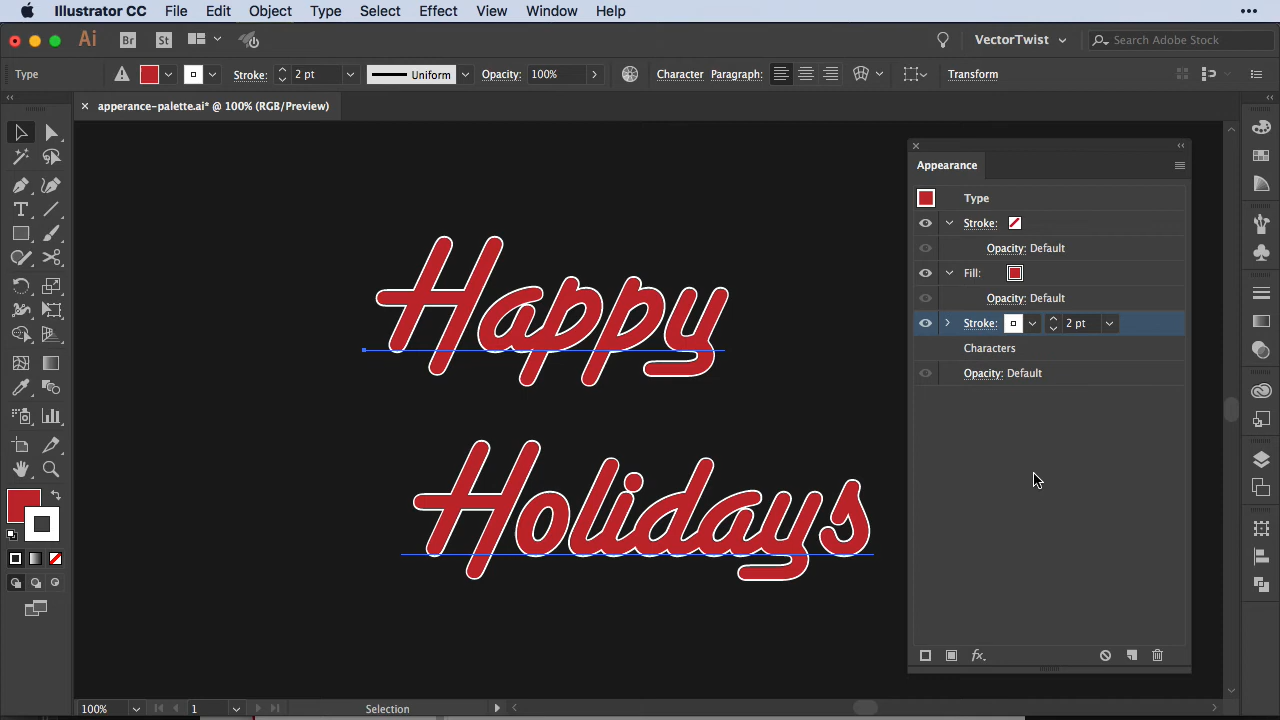 Illustrator CC File Edit Object Type Select Effect View Window Help
Ai Br St VectorTwist Search Adobe Stock
Type Stroke: 2 pt Uniform Opacity: 100% Character Paragraph: Transform
apperance-palette.ai* @ 100% (RGB/Preview)
Appearance
Type
Stroke:
Opacity: Default
Fill:
Opacity: Default
Stroke: 2 pt
Characters
Opacity: Default
fx.
Happy
Holidays
100% 1 Selection